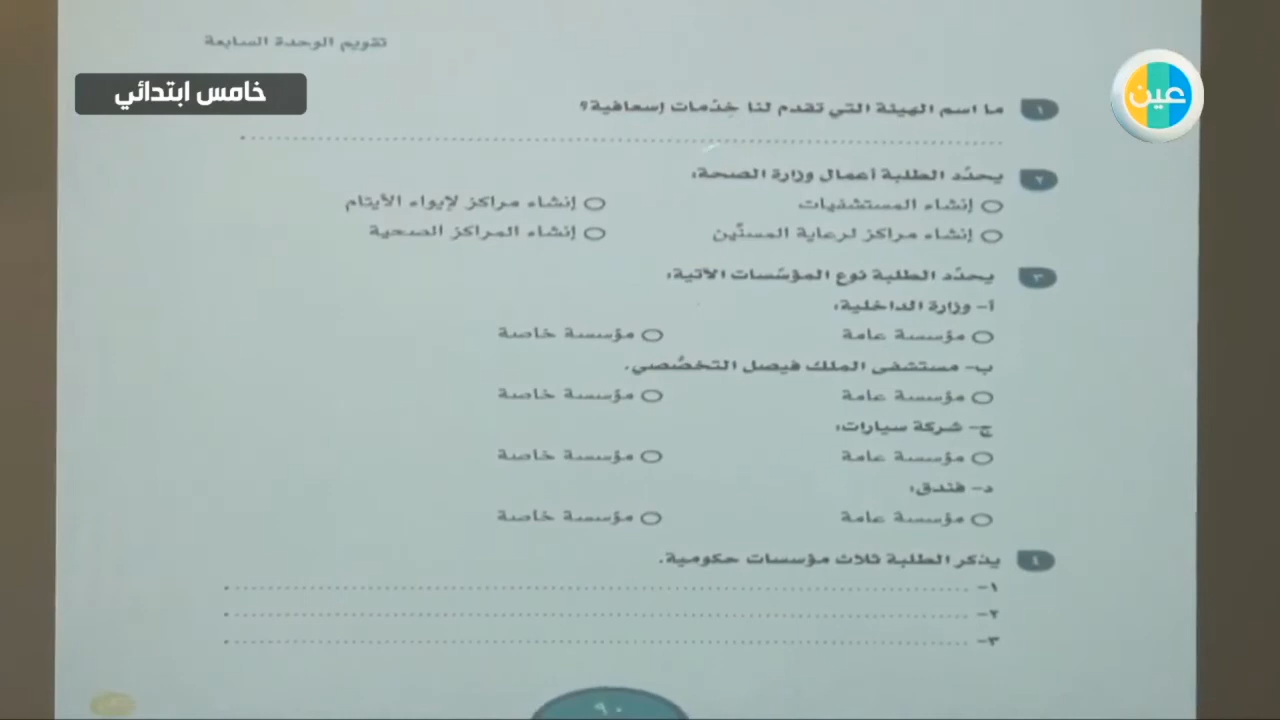 تقويم الوحدة السابعة
خامس ابتدائي
عين
١ ما اسم الهيئة التي تقدم لنا خِدْمات إسعافية؟
٢ يحدّد الطلبة أعمال وزارة الصحة:
إنشاء المستشفيات إنشاء مراكز لإيواء الأيتام
إنشاء مراكز لرعاية المسنّين إنشاء المراكز الصحية
٣ يحدّد الطلبة نوع المؤسّسات الآتية:
أ- وزارة الداخلية:
مؤسسة عامة مؤسسة خاصة
ب- مستشفى الملك فيصل التخصُّصي.
مؤسسة عامة مؤسسة خاصة
ج- شركة سيارات:
مؤسسة عامة مؤسسة خاصة
د- فندق:
مؤسسة عامة مؤسسة خاصة
٤ يذكر الطلبة ثلاث مؤسسات حكومية.
١-
٢-
٣-
٩٠